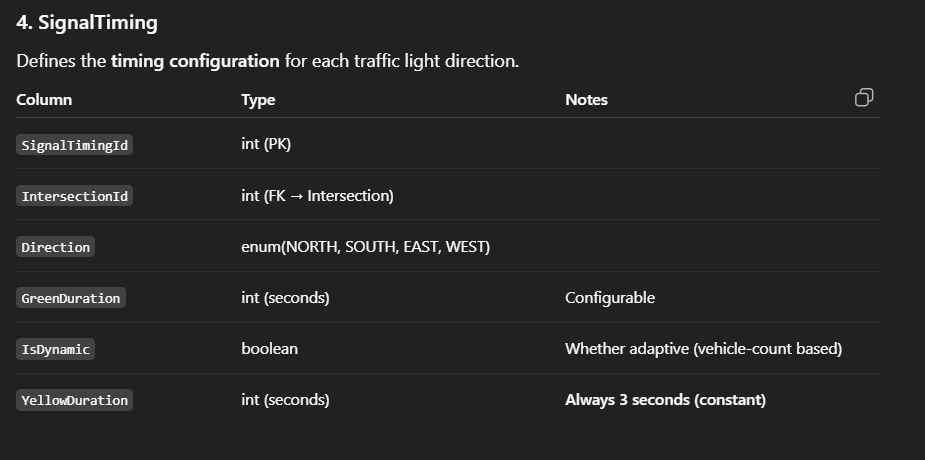 4. SignalTiming
Defines the timing configuration for each traffic light direction.
Column Type Notes
SignalTimingId int (PK)
IntersectionId int (FK → Intersection)
Direction enum(NORTH, SOUTH, EAST, WEST)
GreenDuration int (seconds) Configurable
IsDynamic boolean Whether adaptive (vehicle-count based)
YellowDuration int (seconds) Always 3 seconds (constant)